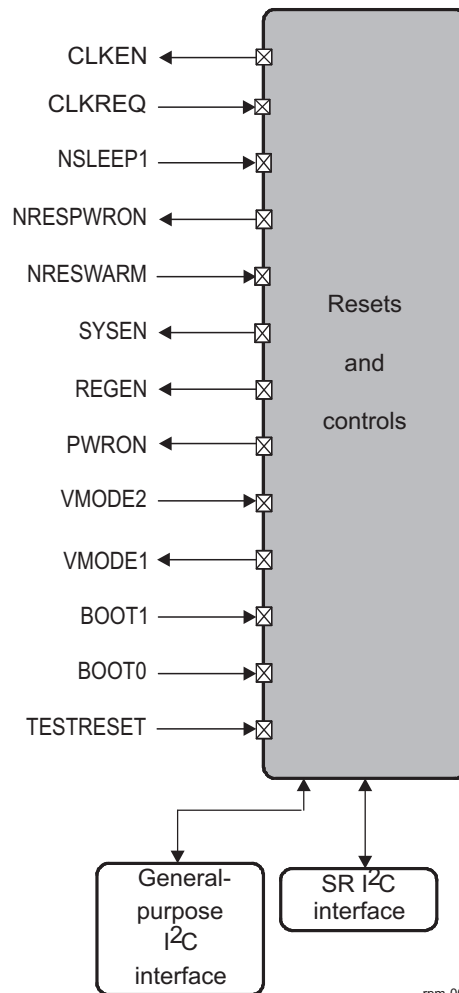 CLKEN
CLKREQ
NSLEEP1
NRESPWRON
NRESWARM
SYSEN
REGEN
PWRON
VMODE2
VMODE1
BOOT1
BOOT0
TESTRESET
Resets
and
controls
General-
purpose
I2C
interface
SR I2C
interface